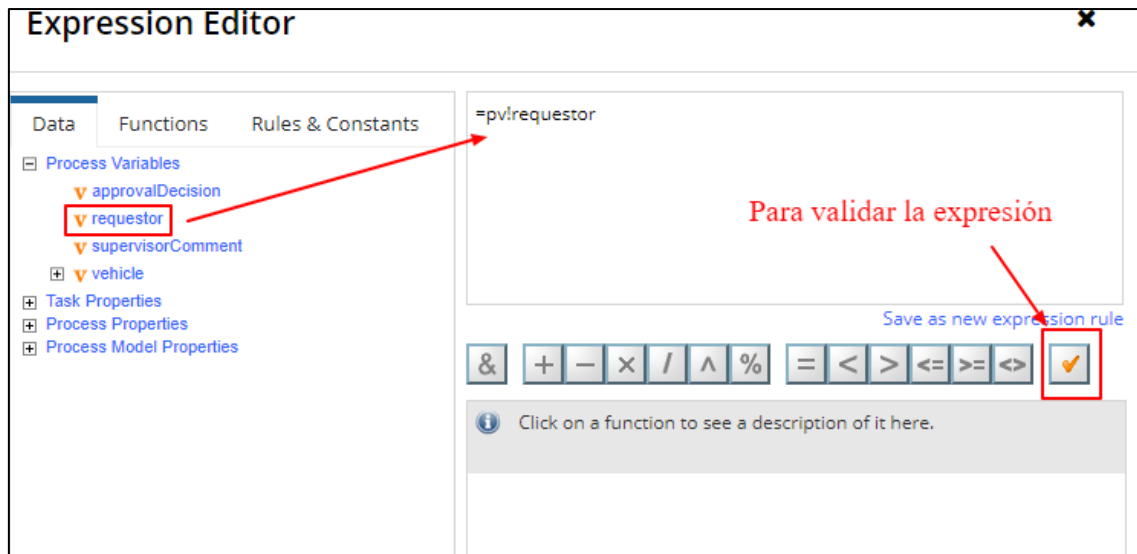 Expression Editor
Data Functions Rules & Constants
Process Variables
approvalDecision
requestor
supervisorComment
vehicle
Task Properties
Process Properties
Process Model Properties
=pv!requestor
Para validar la expresión
Save as new expression rule
& + − × / ^ % = < > <= >= <>
Click on a function to see a description of it here.